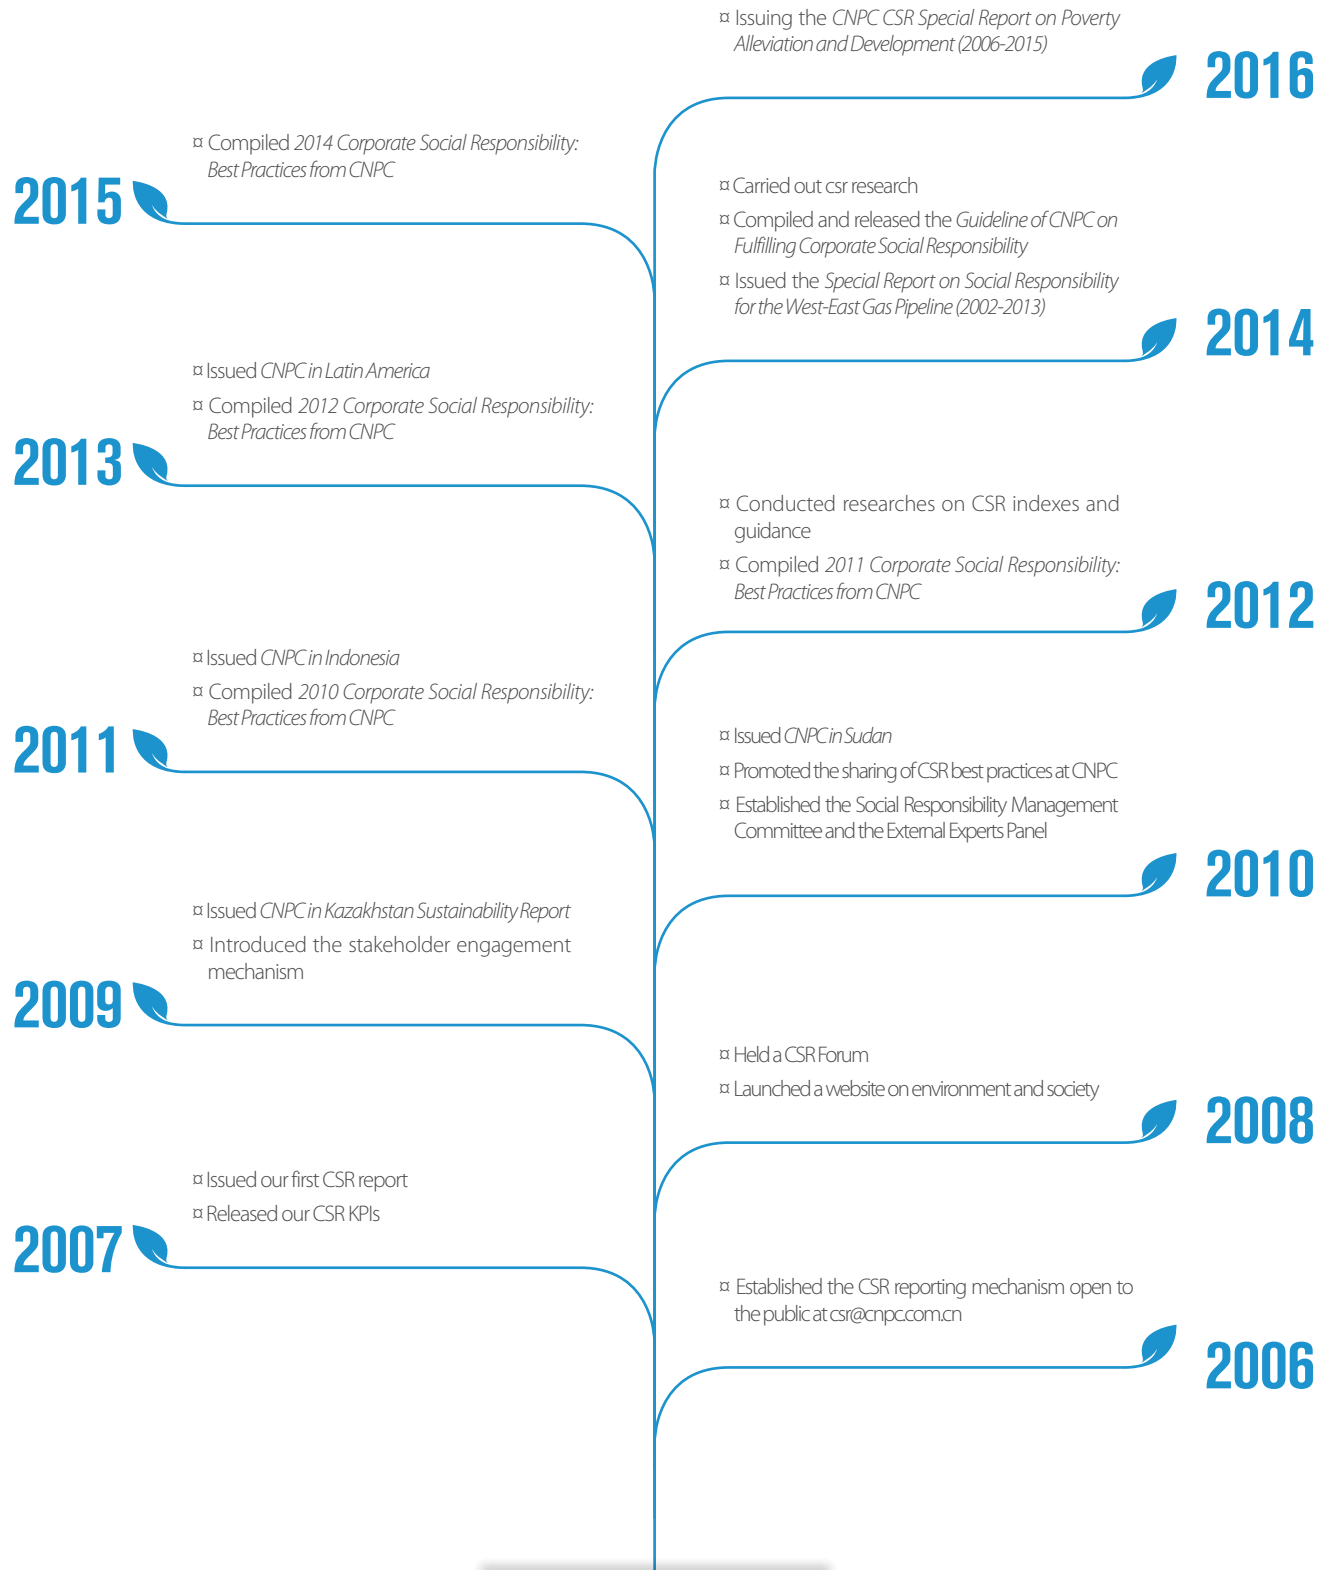 ¤ Issuing the CNPC CSR Special Report on Poverty
Alleviation and Development (2006-2015)
2016
¤ Compiled 2014 Corporate Social Responsibility:
Best Practices from CNPC
2015
¤ Carried out csr research
¤ Compiled and released the Guideline of CNPC on
Fulfilling Corporate Social Responsibility
¤ Issued the Special Report on Social Responsibility
for the West-East Gas Pipeline (2002-2013)
2014
¤ Issued CNPC in Latin America
¤ Compiled 2012 Corporate Social Responsibility:
Best Practices from CNPC
2013
¤ Conducted researches on CSR indexes and
guidance
¤ Compiled 2011 Corporate Social Responsibility:
Best Practices from CNPC
2012
¤ Issued CNPC in Indonesia
¤ Compiled 2010 Corporate Social Responsibility:
Best Practices from CNPC
2011
¤ Issued CNPC in Sudan
¤ Promoted the sharing of CSR best practices at CNPC
¤ Established the Social Responsibility Management
Committee and the External Experts Panel
2010
¤ Issued CNPC in Kazakhstan Sustainability Report
¤ Introduced the stakeholder engagement
mechanism
2009
¤ Held a CSR Forum
¤ Launched a website on environment and society
2008
¤ Issued our first CSR report
¤ Released our CSR KPIs
2007
¤ Established the CSR reporting mechanism open to
the public at csr@cnpc.com.cn
2006